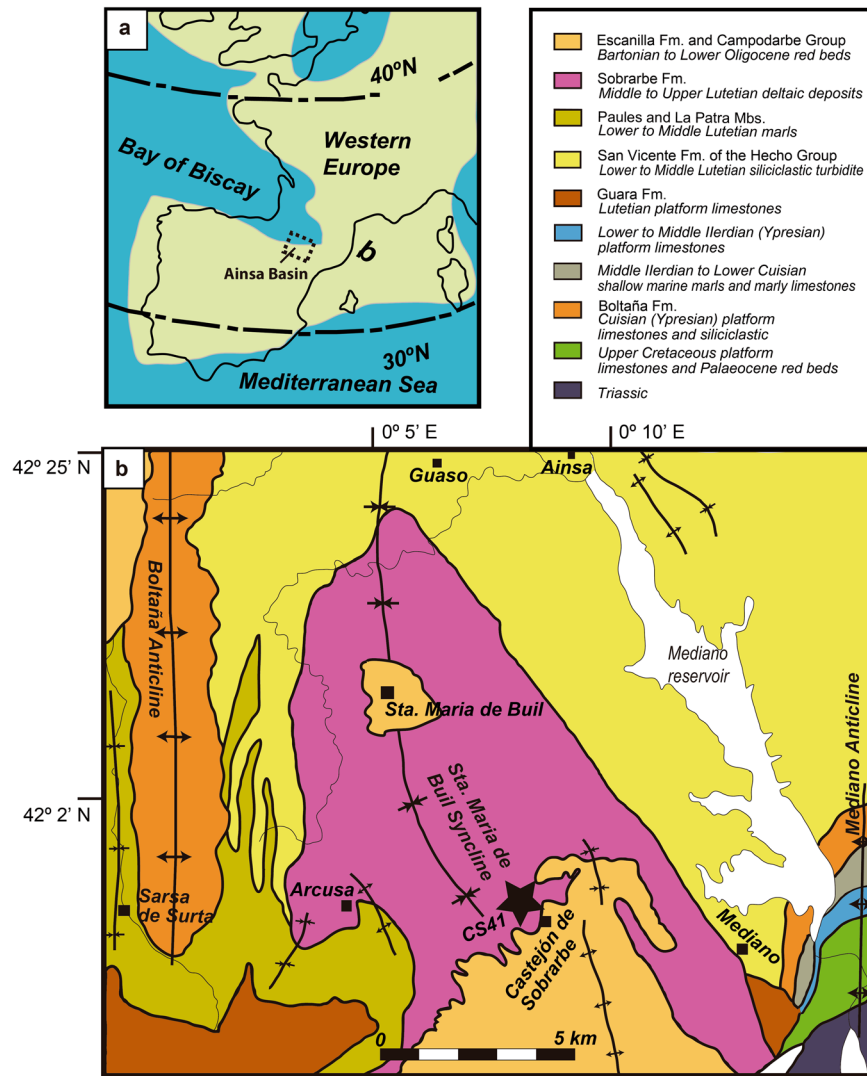 a
40ºN
Western
Europe
Bay of Biscay
b
Ainsa Basin
30ºN
Mediterranean Sea
Escanilla Fm. and Campodarbe Group
Bartonian to Lower Oligocene red beds
Sobrarbe Fm.
Middle to Upper Lutetian deltaic deposits
Paules and La Patra Mbs.
Lower to Middle Lutetian marls
San Vicente Fm. of the Hecho Group
Lower to Middle Lutetian siliciclastic turbidite
Guara Fm.
Lutetian platform limestones
Lower to Middle Ilerdian (Ypresian)
platform limestones
Middle Ilerdian to Lower Cuisian
shallow marine marls and marly limestones
Boltaña Fm.
Cuisian (Ypresian) platform
limestones and siliciclastic
Upper Cretaceous platform
limestones and Palaeocene red beds
Triassic
0º 5’ E
0º 10’ E
42º 25’ N
b
Guaso
Ainsa
Boltaña Anticline
Mediano
reservoir
Sta. Maria de Buil
Mediano Anticline
42º 2’ N
Sta. Maria de
Buil Syncline
Sarsa
de Surta
Arcusa
CS41
Castejón de
Sobrarbe
Mediano
0
5 km